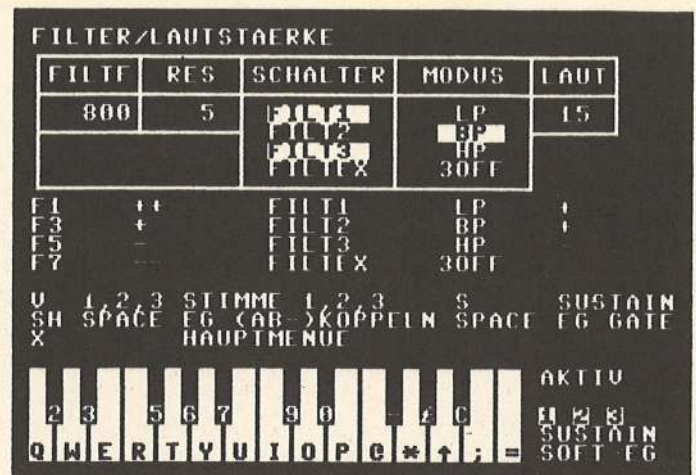 FILTER/LAUTSTAERKE
FILTF RES SCHALTER MODUS LAUT
800 5 FILT1 LP 15
FILT2 BP
FILT3 HP
FILTEX 3OFF
F1 ++ FILT1 LP +
F3 + FILT2 BP +
F5 - FILT3 HP
F7 -- FILTEX 3OFF
V 1,2,3 STIMME 1,2,3 S SUSTAIN
SH SPACE EG (AB-)KOPPELN SPACE EG GATE
X HAUPTMENUE
AKTIV
2 3 5 6 7 9 0 - £ C
1 2 3
SUSTAIN
Q W E R T Y U I O P @ * ↑ ; =
SOFT EG